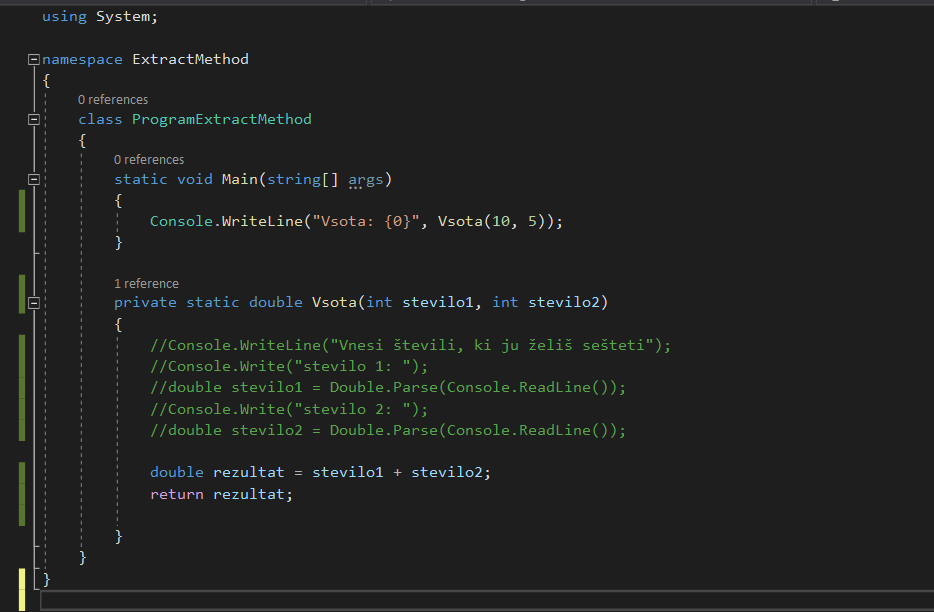 using System;
namespace ExtractMethod
{
0 references
class ProgramExtractMethod
{
0 references
static void Main(string[] args)
{
Console.WriteLine("Vsota: {0}", Vsota(10, 5));
}
1 reference
private static double Vsota(int stevilo1, int stevilo2)
{
//Console.WriteLine("Vnesi števili, ki ju želiš sešteti");
//Console.Write("stevilo 1: ");
//double stevilo1 = Double.Parse(Console.ReadLine());
//Console.Write("stevilo 2: ");
//double stevilo2 = Double.Parse(Console.ReadLine());
double rezultat = stevilo1 + stevilo2;
return rezultat;
}
}
}